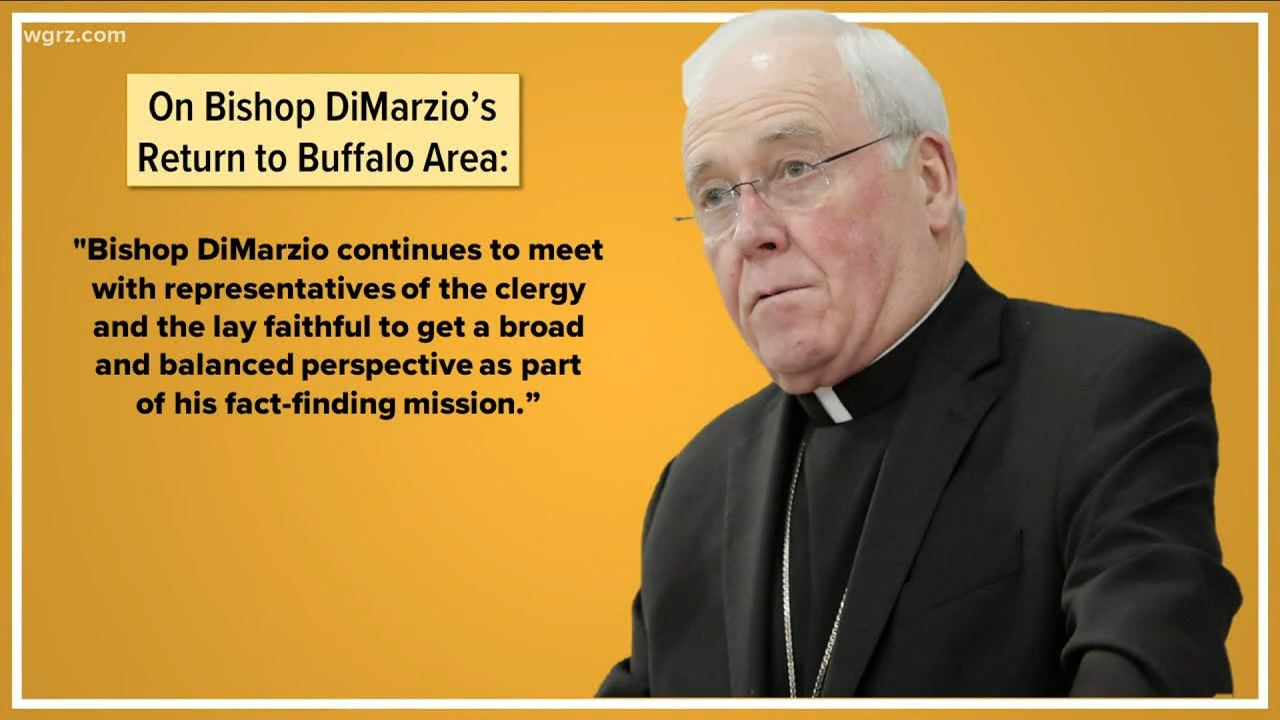 wgrz.com
On Bishop DiMarzio’s
Return to Buffalo Area:
"Bishop DiMarzio continues to meet
with representatives of the clergy
and the lay faithful to get a broad
and balanced perspective as part
of his fact-finding mission.”